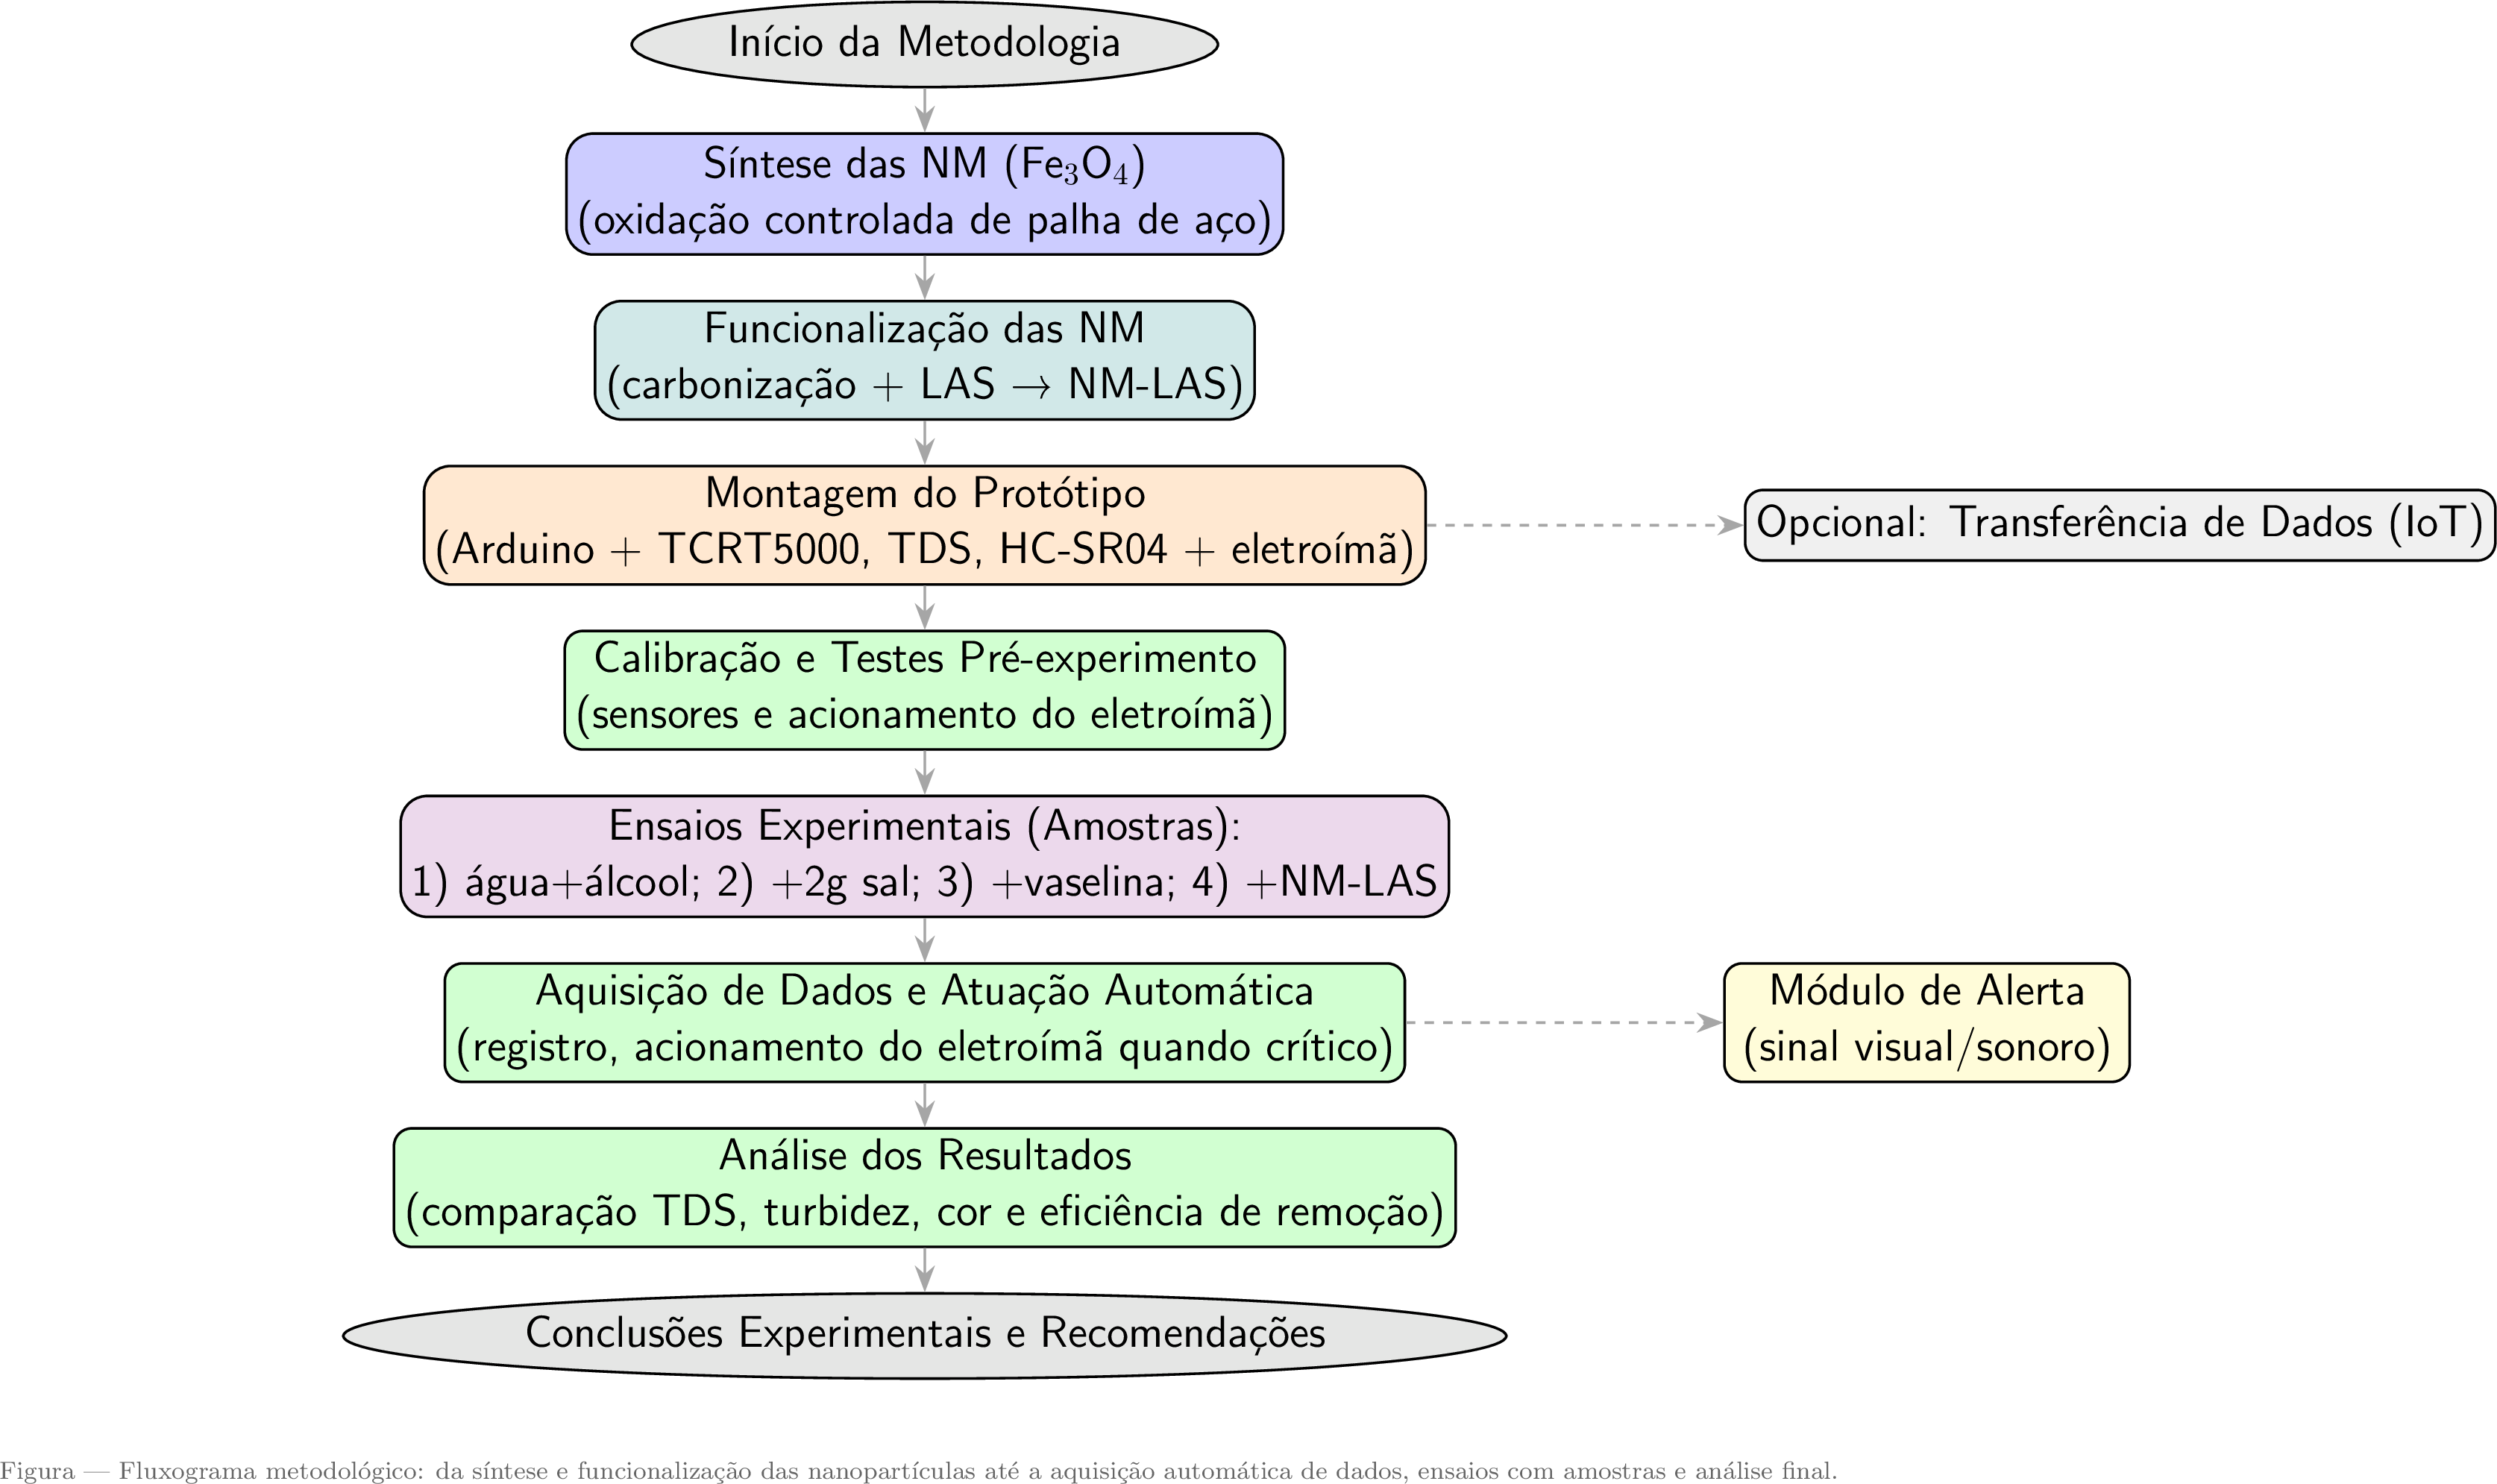 Início da Metodologia
Síntese das NM (Fe₃O₄)
(oxidação controlada de palha de aço)
Funcionalização das NM
(carbonização + LAS → NM-LAS)
Montagem do Protótipo
(Arduino + TCRT5000, TDS, HC-SR04 + eletroímã)
Opcional: Transferência de Dados (IoT)
Calibração e Testes Pré-experimento
(sensores e acionamento do eletroímã)
Ensaios Experimentais (Amostras):
1) água+álcool; 2) +2g sal; 3) +vaselina; 4) +NM-LAS
Aquisição de Dados e Atuação Automática
(registro, acionamento do eletroímã quando crítico)
Módulo de Alerta
(sinal visual/sonoro)
Análise dos Resultados
(comparação TDS, turbidez, cor e eficiência de remoção)
Conclusões Experimentais e Recomendações
Figura — Fluxograma metodológico: da síntese e funcionalização das nanopartículas até a aquisição automática de dados, ensaios com amostras e análise final.